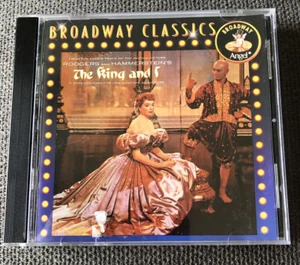 BROADWAY CLASSICS
BROADWAY
Angel
RODGERS AND HAMMERSTEIN'S
The King and I